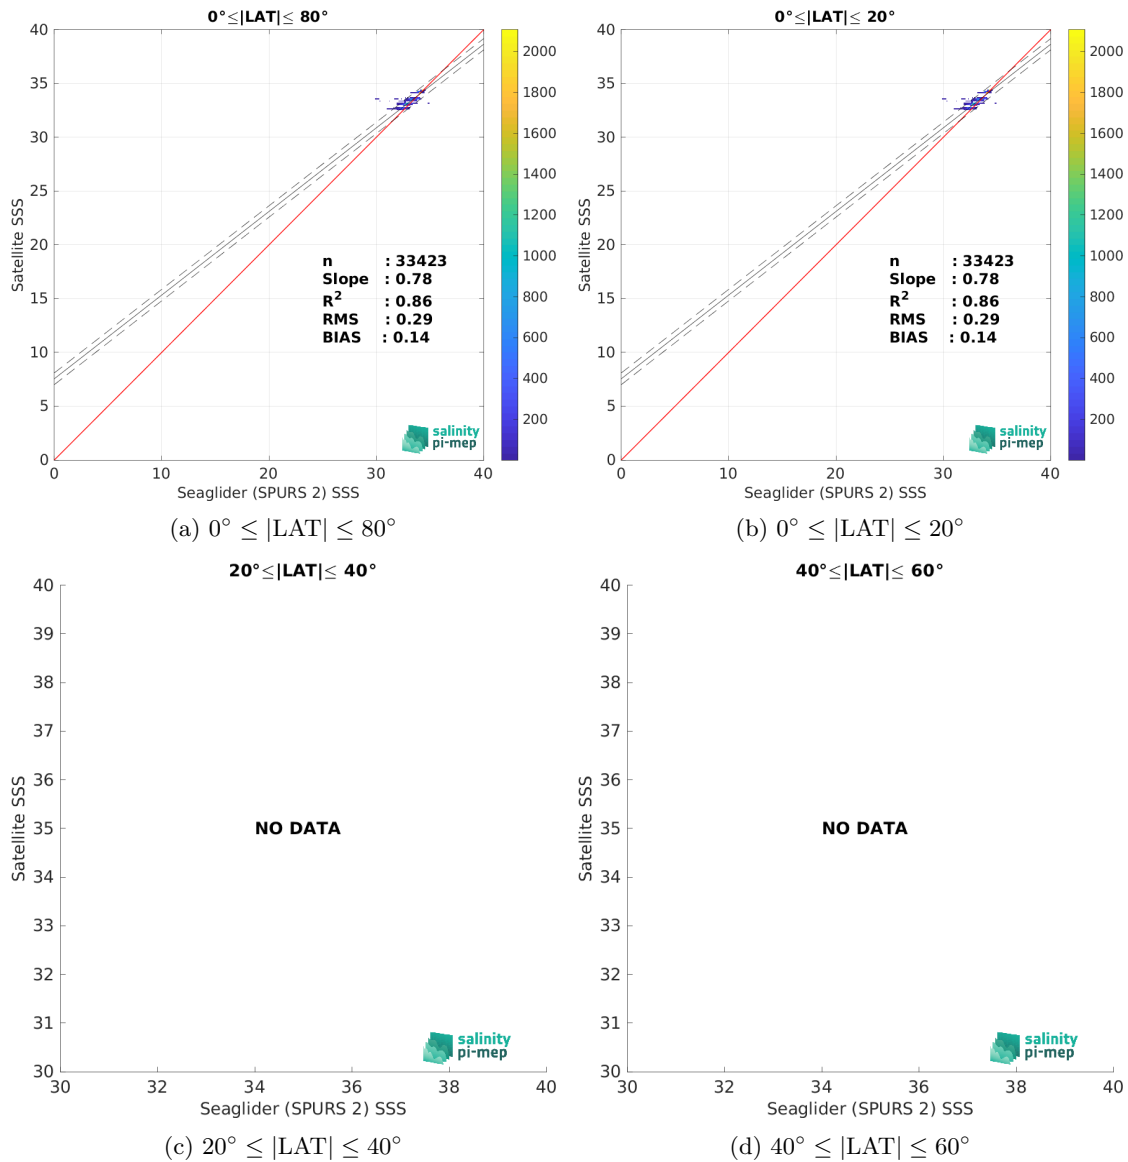 0°≤|LAT|≤ 80°
40
35
30
25
20
15
10
5
0
Satellite SSS
n : 33423
Slope : 0.78
R² : 0.86
RMS : 0.29
BIAS : 0.14
salinity
pi-mep
0 10 20 30 40
Seaglider (SPURS 2) SSS
2000
1800
1600
1400
1200
1000
800
600
400
200
(a) 0° ≤ |LAT| ≤ 80°
0°≤|LAT|≤ 20°
40
35
30
25
20
15
10
5
0
Satellite SSS
n : 33423
Slope : 0.78
R² : 0.86
RMS : 0.29
BIAS : 0.14
salinity
pi-mep
0 10 20 30 40
Seaglider (SPURS 2) SSS
2000
1800
1600
1400
1200
1000
800
600
400
200
(b) 0° ≤ |LAT| ≤ 20°
20°≤|LAT|≤ 40°
40
39
38
37
36
35
34
33
32
31
30
Satellite SSS
NO DATA
salinity
pi-mep
30 32 34 36 38 40
Seaglider (SPURS 2) SSS
(c) 20° ≤ |LAT| ≤ 40°
40°≤|LAT|≤ 60°
40
39
38
37
36
35
34
33
32
31
30
Satellite SSS
NO DATA
salinity
pi-mep
30 32 34 36 38 40
Seaglider (SPURS 2) SSS
(d) 40° ≤ |LAT| ≤ 60°